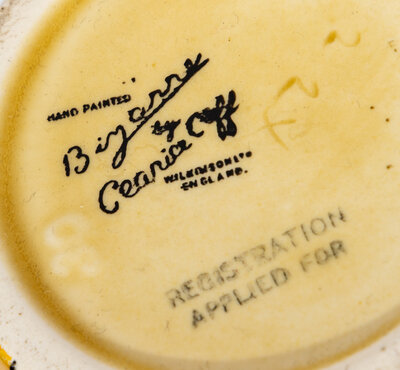 HAND PAINTED
Bizarre
by
Clarice Cliff
WILKINSON LTD
ENGLAND.
REGISTRATION
APPLIED FOR